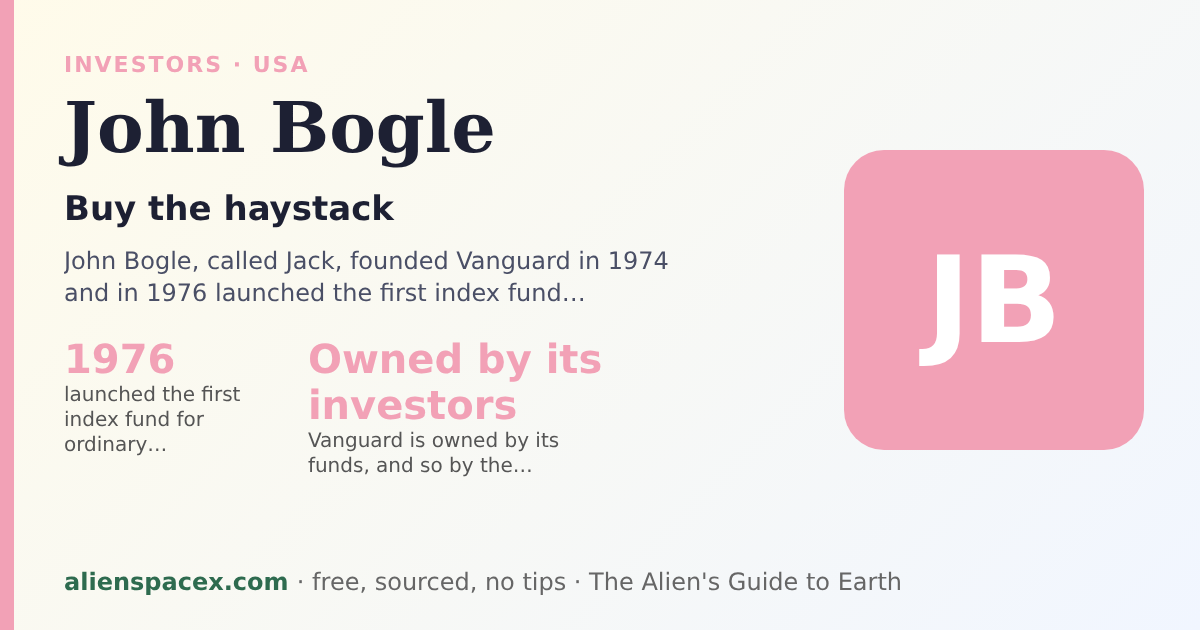 INVESTORS · USA
John Bogle
Buy the haystack
John Bogle, called Jack, founded Vanguard in 1974
and in 1976 launched the first index fund…
1976
launched the first
index fund for
ordinary…
Owned by its
investors
Vanguard is owned by its
funds, and so by the…
JB
alienspacex.com · free, sourced, no tips · The Alien's Guide to Earth